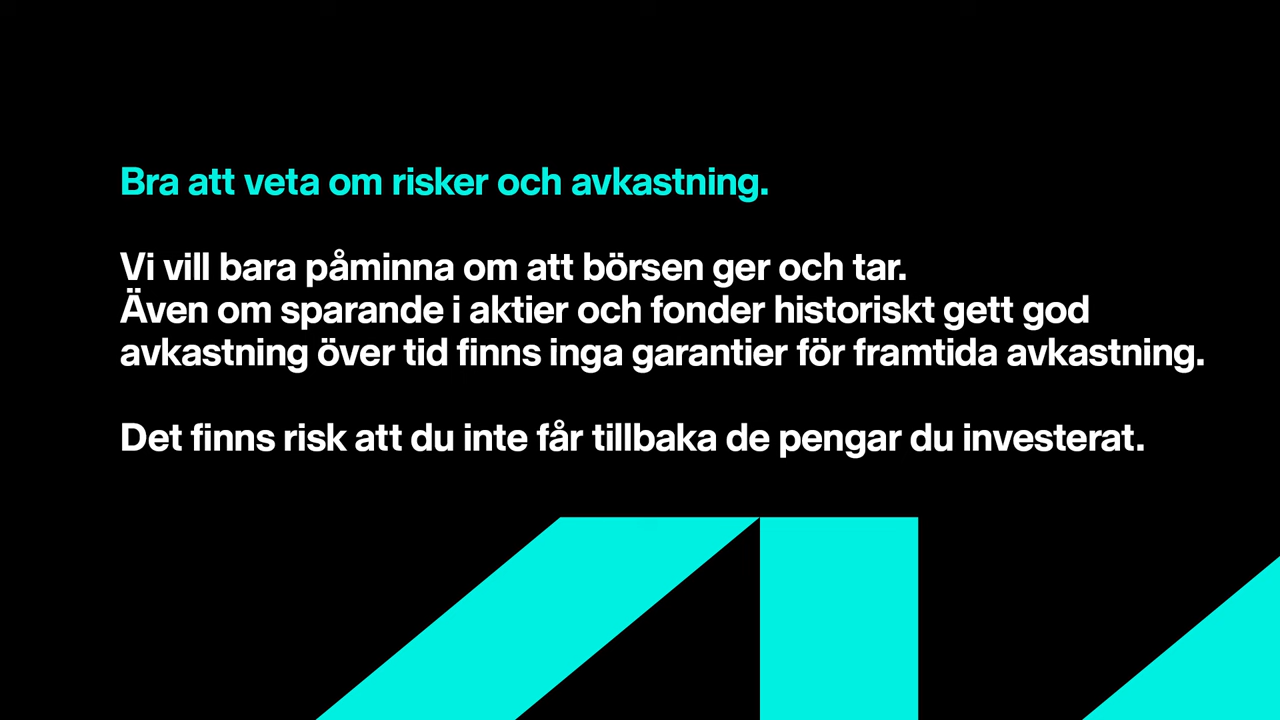 Bra att veta om risker och avkastning.
Vi vill bara påminna om att börsen ger och tar.
Även om sparande i aktier och fonder historiskt gett god
avkastning över tid finns inga garantier för framtida avkastning.
Det finns risk att du inte får tillbaka de pengar du investerat.